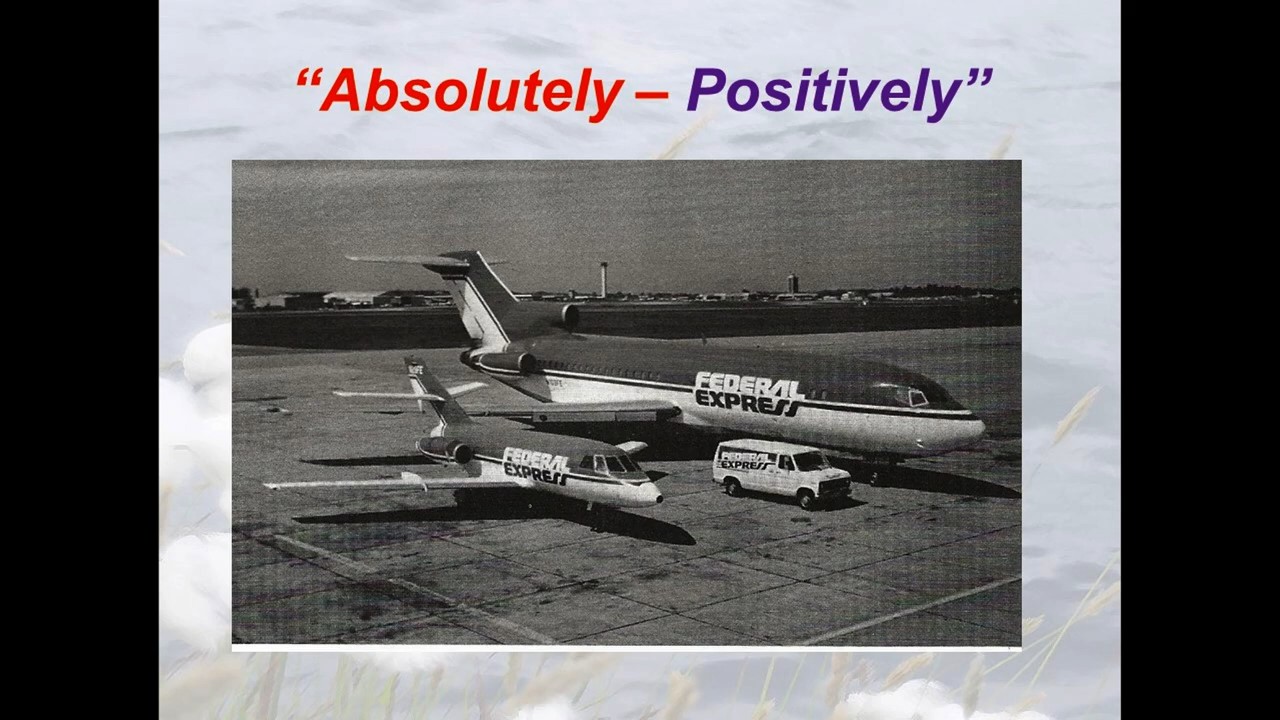 “Absolutely – Positively”
FEDERAL
EXPRESS
FEDERAL
EXPRESS
FEDERAL
EXPRESS